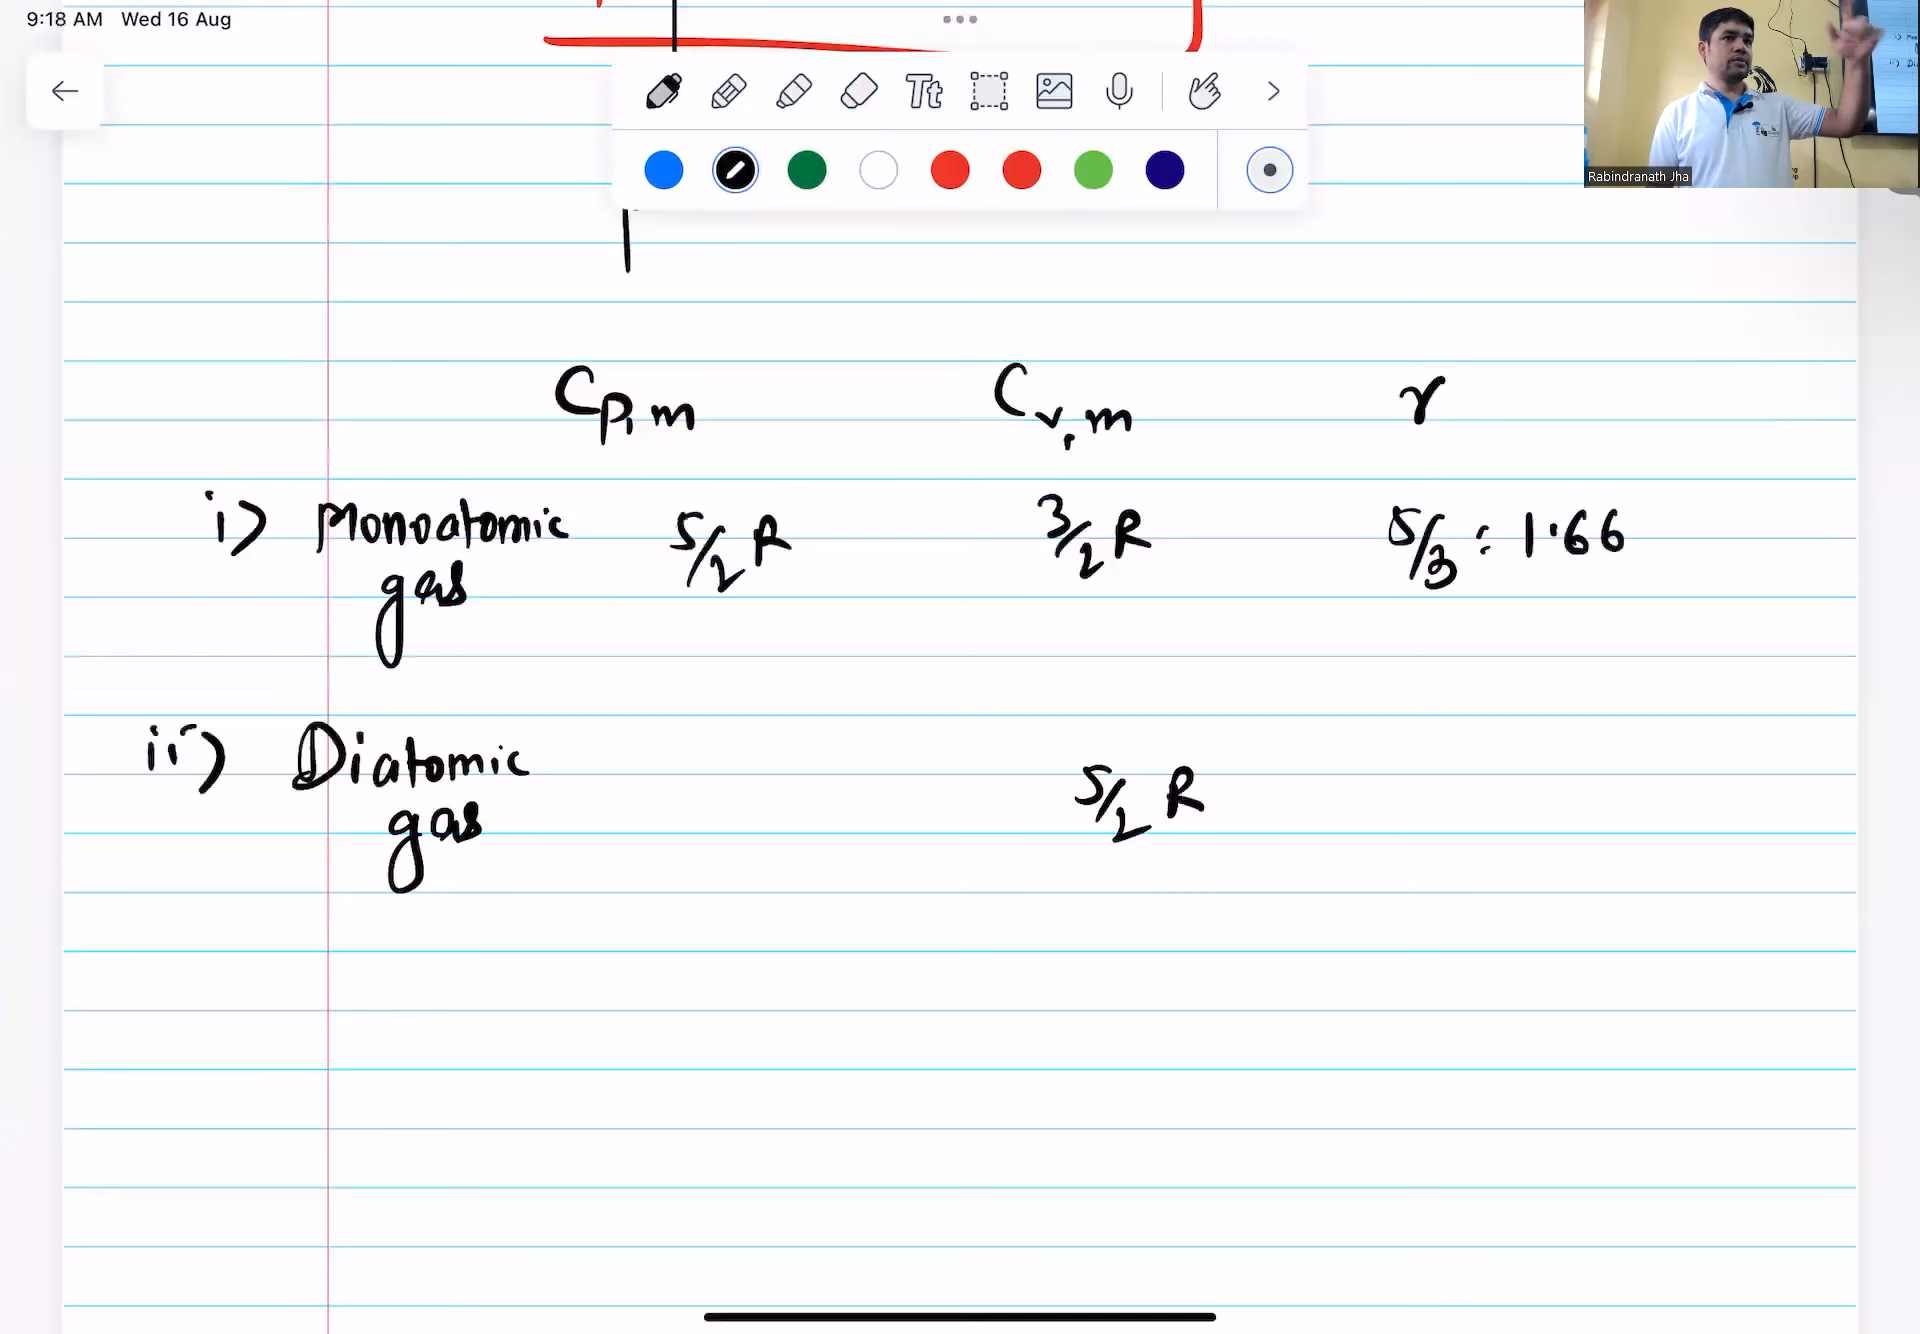 9:18 AM Wed 16 Aug
Tt
Rabindranath Jha
Cp,m Cv,m γ
i) Monoatomic gas 5/2 R 3/2 R 5/3 = 1.66
ii) Diatomic gas 5/2 R